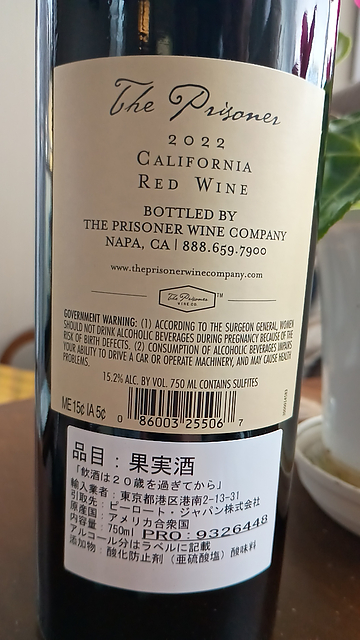 The Prisoner
2022
CALIFORNIA
RED WINE
BOTTLED BY
THE PRISONER WINE COMPANY
NAPA, CA | 888.659.7900
www.theprisonerwinecompany.com
The Prisoner
WINE CO.
TM
GOVERNMENT WARNING: (1) ACCORDING TO THE SURGEON GENERAL, WOMEN
SHOULD NOT DRINK ALCOHOLIC BEVERAGES DURING PREGNANCY BECAUSE OF THE
RISK OF BIRTH DEFECTS. (2) CONSUMPTION OF ALCOHOLIC BEVERAGES IMPAIRS
YOUR ABILITY TO DRIVE A CAR OR OPERATE MACHINERY, AND MAY CAUSE HEALTH
PROBLEMS.
15.2% ALC. BY VOL. 750 ML CONTAINS SULFITES
ME 15¢ IA 5¢
0 86003 25506 7
品目：果実酒
「飲酒は20歳を過ぎてから」
輸入業者：東京都港区港南2-13-31
引取先：ピーロート・ジャパン株式会社
原産国：アメリカ合衆国
内容量：750ml PRO：9326448
アルコール分はラベルに記載
添加物：酸化防止剤（亜硫酸塩）酸味料